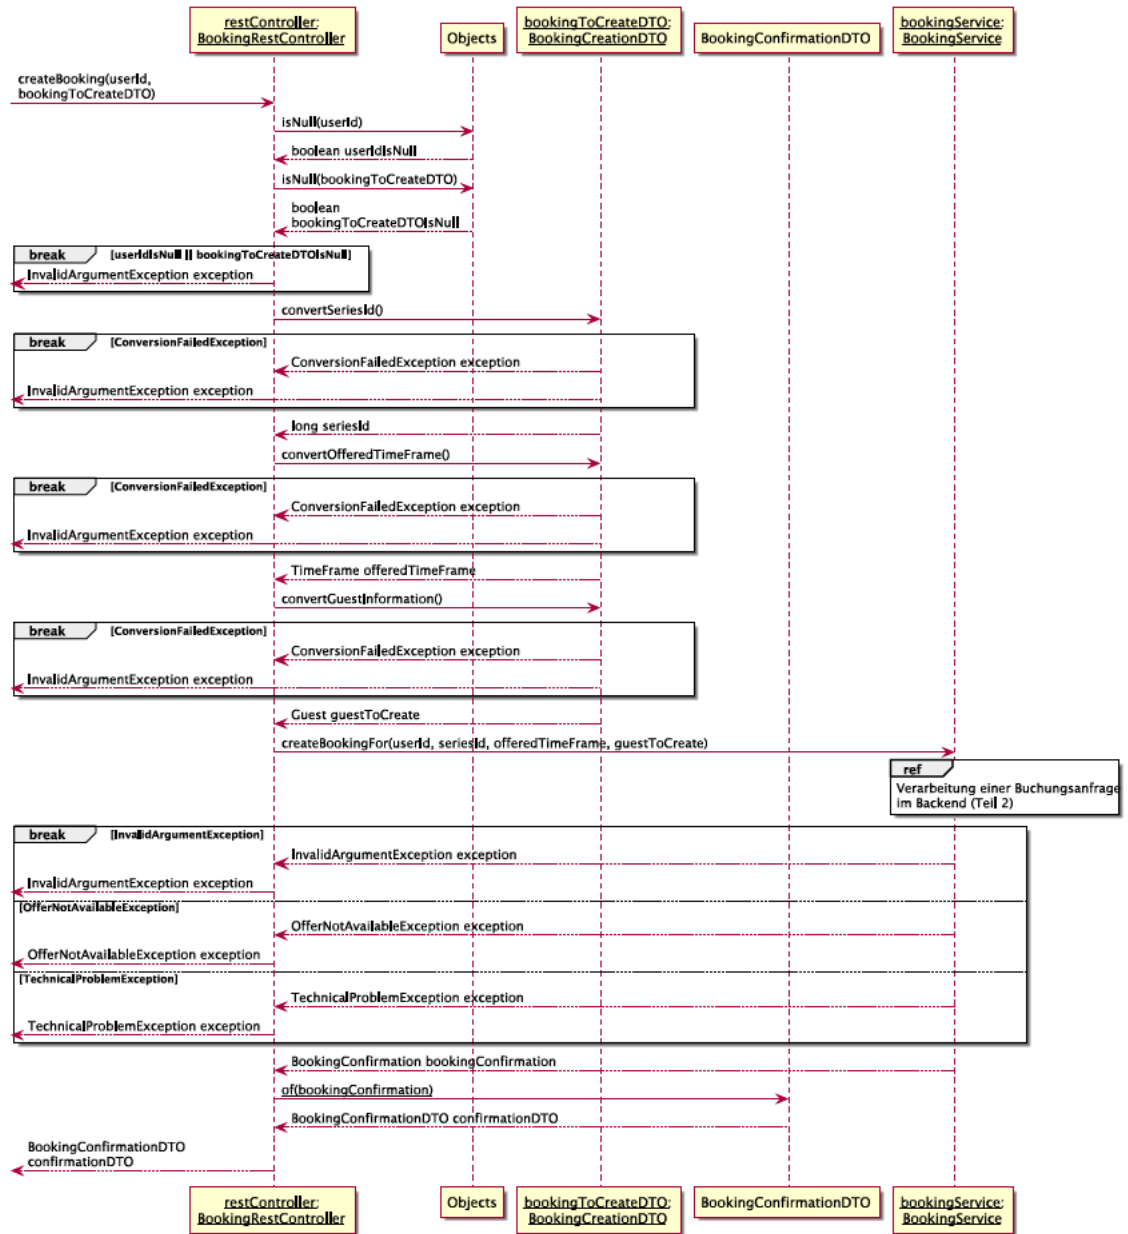 restController:
BookingRestController
Objects
bookingToCreateDTO:
BookingCreationDTO
BookingConfirmationDTO
bookingService:
BookingService
createBooking(userId,
bookingToCreateDTO)
isNull(userId)
boolean userIdIsNull
isNull(bookingToCreateDTO)
boolean
bookingToCreateDTOIsNull
break [userIdIsNull || bookingToCreateDTOIsNull]
InvalidArgumentException exception
convertSeriesId()
break [ConversionFailedException]
ConversionFailedException exception
InvalidArgumentException exception
long seriesId
convertOfferedTimeFrame()
break [ConversionFailedException]
ConversionFailedException exception
InvalidArgumentException exception
TimeFrame offeredTimeFrame
convertGuestInformation()
break [ConversionFailedException]
ConversionFailedException exception
InvalidArgumentException exception
Guest guestToCreate
createBookingFor(userId, seriesId, offeredTimeFrame, guestToCreate)
ref
Verarbeitung einer Buchungsanfrage
im Backend (Teil 2)
break [InvalidArgumentException]
InvalidArgumentException exception
InvalidArgumentException exception
[OfferNotAvailableException]
OfferNotAvailableException exception
OfferNotAvailableException exception
[TechnicalProblemException]
TechnicalProblemException exception
TechnicalProblemException exception
BookingConfirmation bookingConfirmation
of(bookingConfirmation)
BookingConfirmationDTO confirmationDTO
BookingConfirmationDTO
confirmationDTO
restController:
BookingRestController
Objects
bookingToCreateDTO:
BookingCreationDTO
BookingConfirmationDTO
bookingService:
BookingService